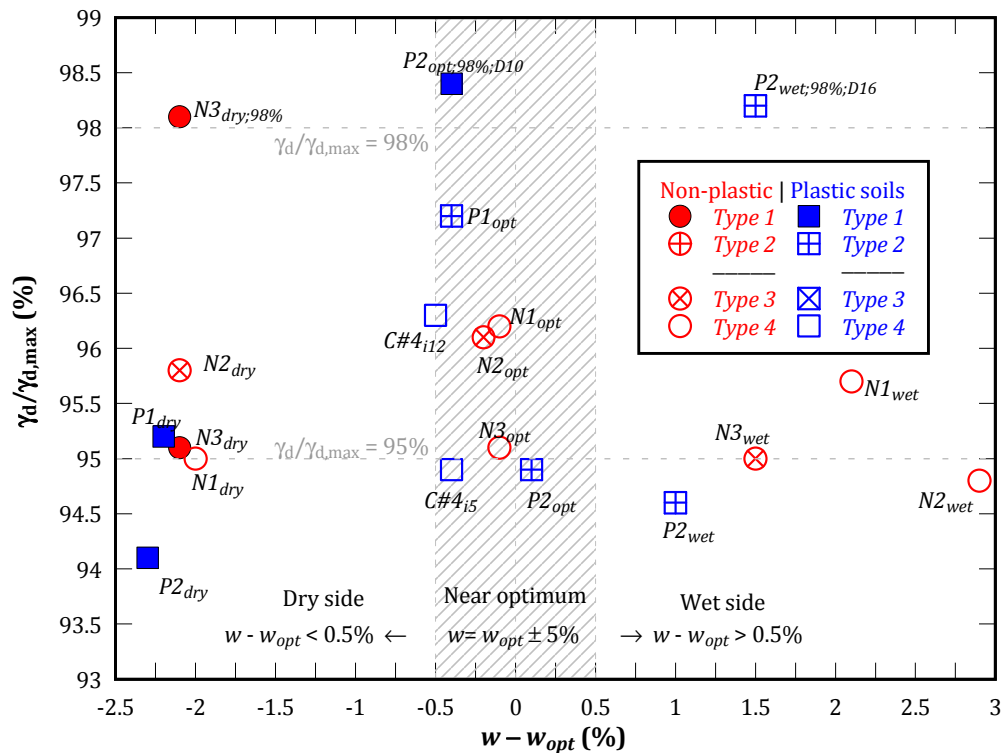 99
98.5
98
97.5
97
96.5
96
95.5
95
94.5
94
93.5
93
γd/γd,max (%)
P2opt;98%;D10
P2wet;98%;D16
N3dry;98%
γd/γd,max = 98%
Non-plastic | Plastic soils
Type 1 Type 1
Type 2 Type 2
Type 3 Type 3
Type 4 Type 4
P1opt
C#4i12
N1opt
N2opt
N2dry
N1wet
P1dry
N3dry
N1dry
γd/γd,max = 95%
N3opt
N3wet
C#4i5
P2opt
P2wet
N2wet
P2dry
Dry side Near optimum Wet side
w - wopt < 0.5% ← w= wopt ± 5% → w - wopt > 0.5%
-2.5 -2 -1.5 -1 -0.5 0 0.5 1 1.5 2 2.5 3
w – wopt (%)